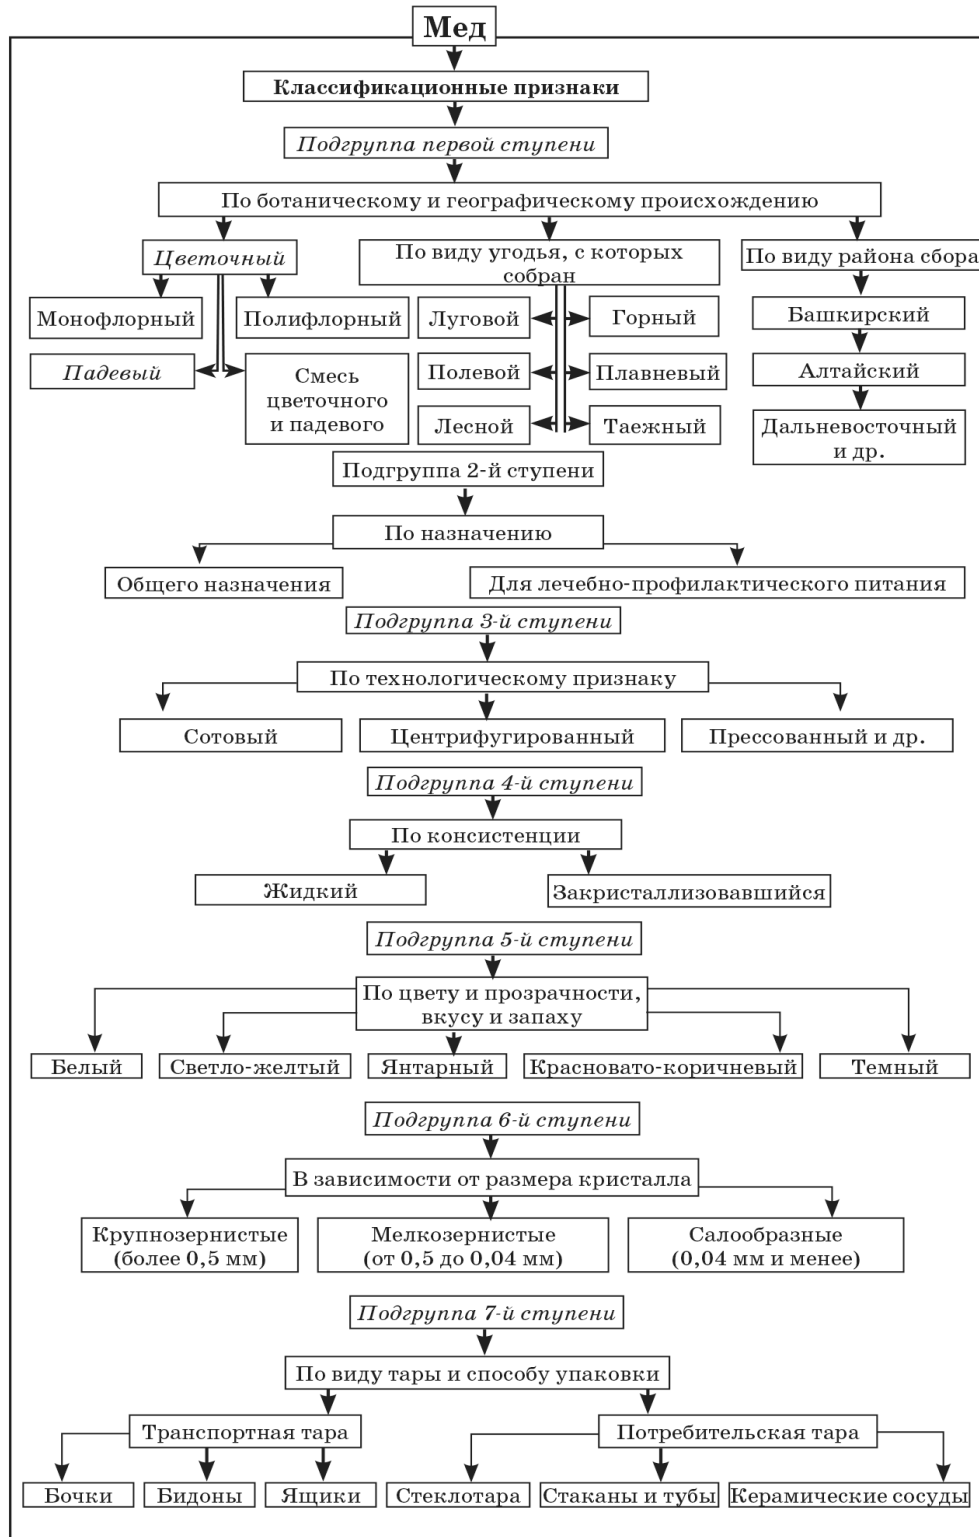 Мед
Классификационные признаки
Подгруппа первой ступени
По ботаническому и географическому происхождению
Цветочный
По виду угодья, с которых
собран
По виду района сбора
Монофлорный
Полифлорный
Луговой
Горный
Башкирский
Падевый
Смесь
цветочного
и падевого
Полевой
Плавневый
Алтайский
Лесной
Таежный
Дальневосточный
и др.
Подгруппа 2-й ступени
По назначению
Общего назначения
Для лечебно-профилактического питания
Подгруппа 3-й ступени
По технологическому признаку
Сотовый
Центрифугированный
Прессованный и др.
Подгруппа 4-й ступени
По консистенции
Жидкий
Закристаллизовавшийся
Подгруппа 5-й ступени
По цвету и прозрачности,
вкусу и запаху
Белый
Светло-желтый
Янтарный
Красновато-коричневый
Темный
Подгруппа 6-й ступени
В зависимости от размера кристалла
Крупнозернистые
(более 0,5 мм)
Мелкозернистые
(от 0,5 до 0,04 мм)
Салообразные
(0,04 мм и менее)
Подгруппа 7-й ступени
По виду тары и способу упаковки
Транспортная тара
Потребительская тара
Бочки
Бидоны
Ящики
Стеклотара
Стаканы и тубы
Керамические сосуды